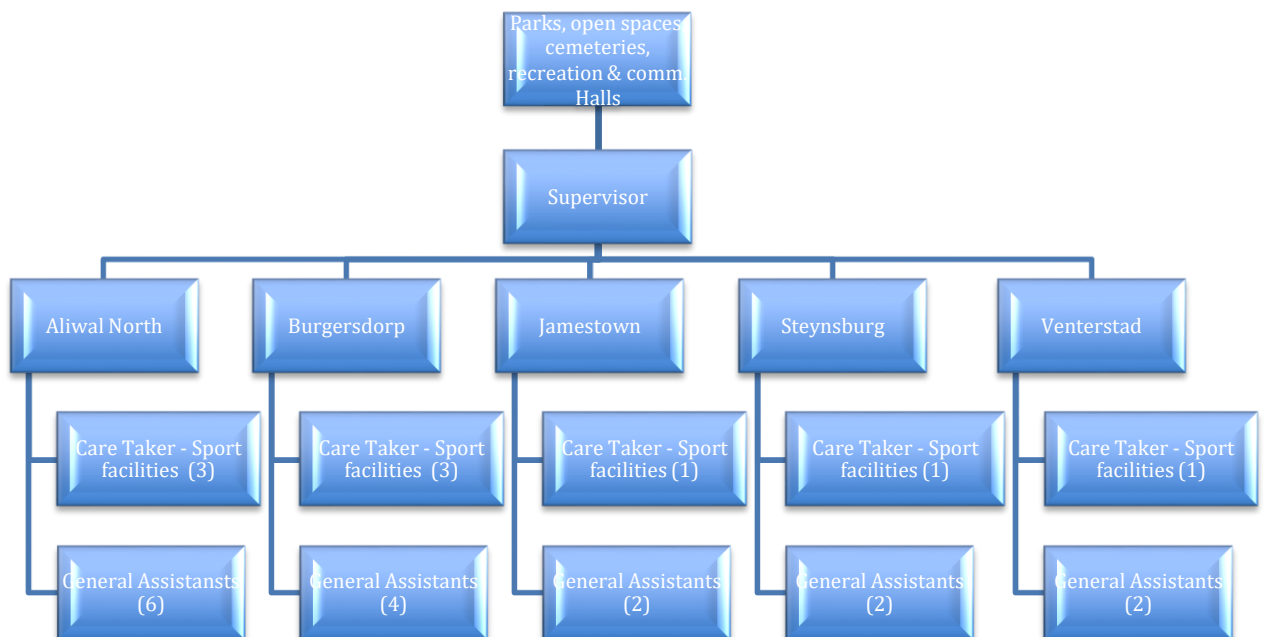 Parks, open spaces
cemeteries,
recreation & comm.
Halls
Supervisor
Aliwal North
Burgersdorp
Jamestown
Steynsburg
Venterstad
Care Taker - Sport
facilities (3)
Care Taker - Sport
facilities (3)
Care Taker - Sport
facilities (1)
Care Taker - Sport
facilities (1)
Care Taker - Sport
facilities (1)
General Assistansts
(6)
General Assistants
(4)
General Assistants
(2)
General Assistants
(2)
General Assistants
(2)